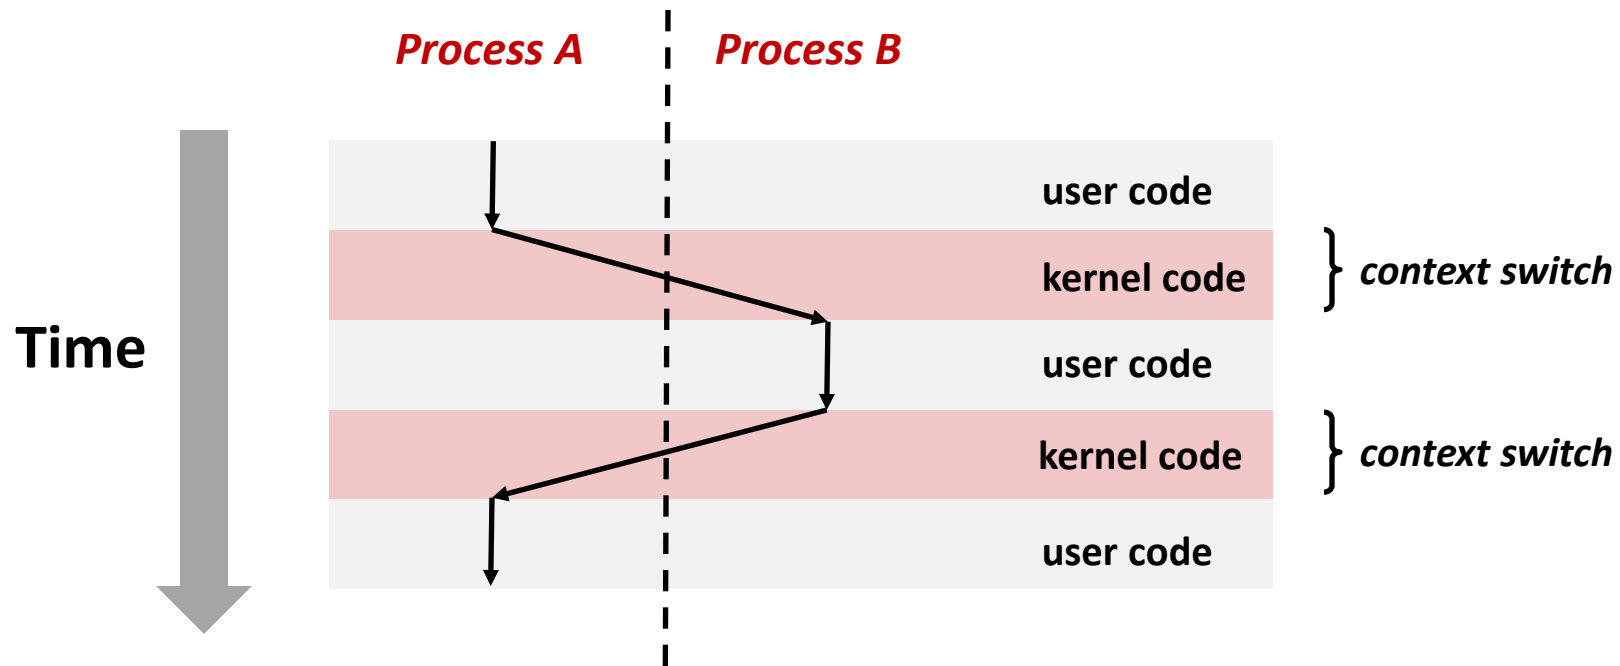 Process A
Process B
user code
kernel code
context switch
Time
user code
kernel code
context switch
user code